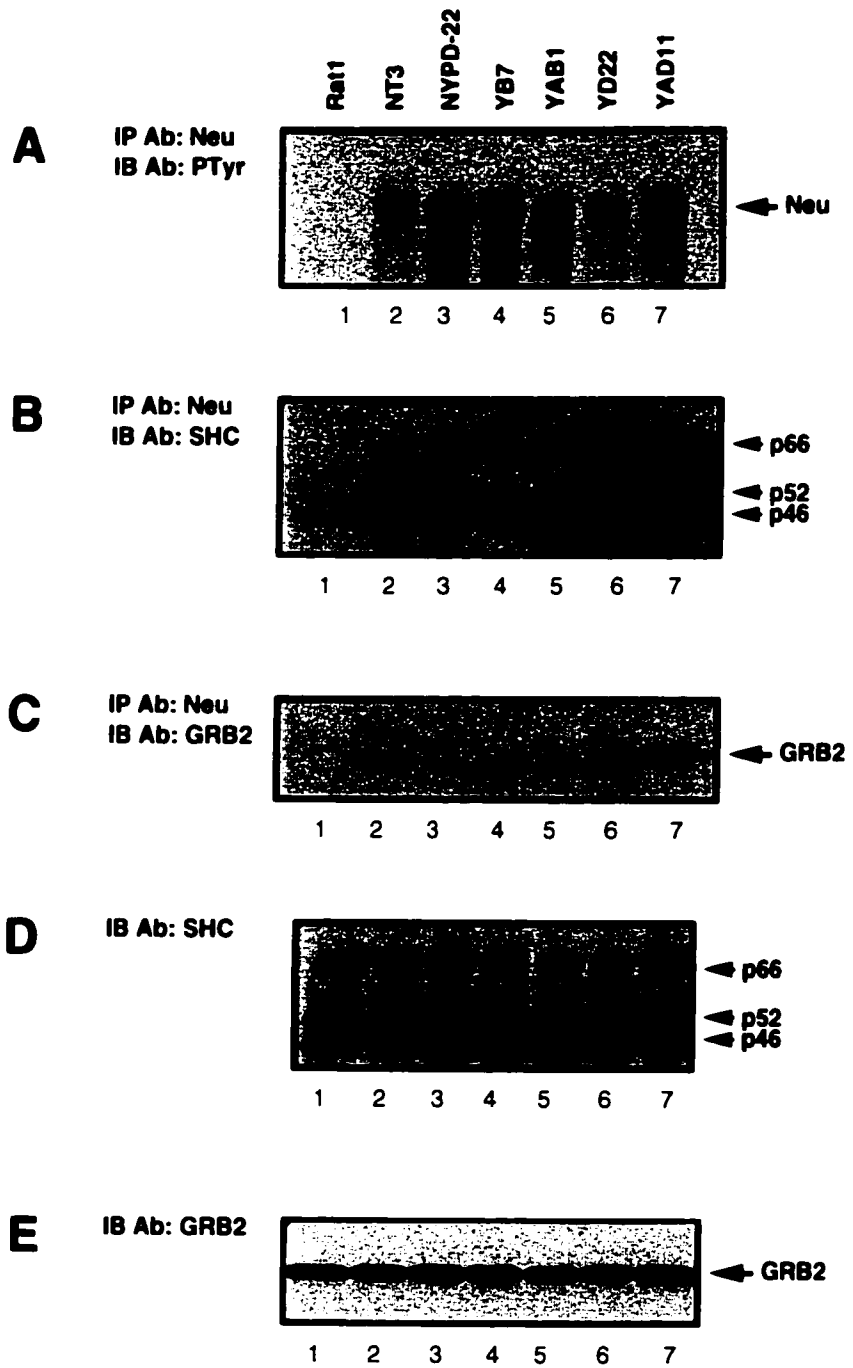 Rat1 NT3 NYPD-22 YB7 YAB1 YD22 YAD11
A
IP Ab: Neu
IB Ab: PTyr
Neu
1 2 3 4 5 6 7
B
IP Ab: Neu
IB Ab: SHC
p66
p52
p46
1 2 3 4 5 6 7
C
IP Ab: Neu
IB Ab: GRB2
GRB2
1 2 3 4 5 6 7
D
IB Ab: SHC
p66
p52
p46
1 2 3 4 5 6 7
E
IB Ab: GRB2
GRB2
1 2 3 4 5 6 7